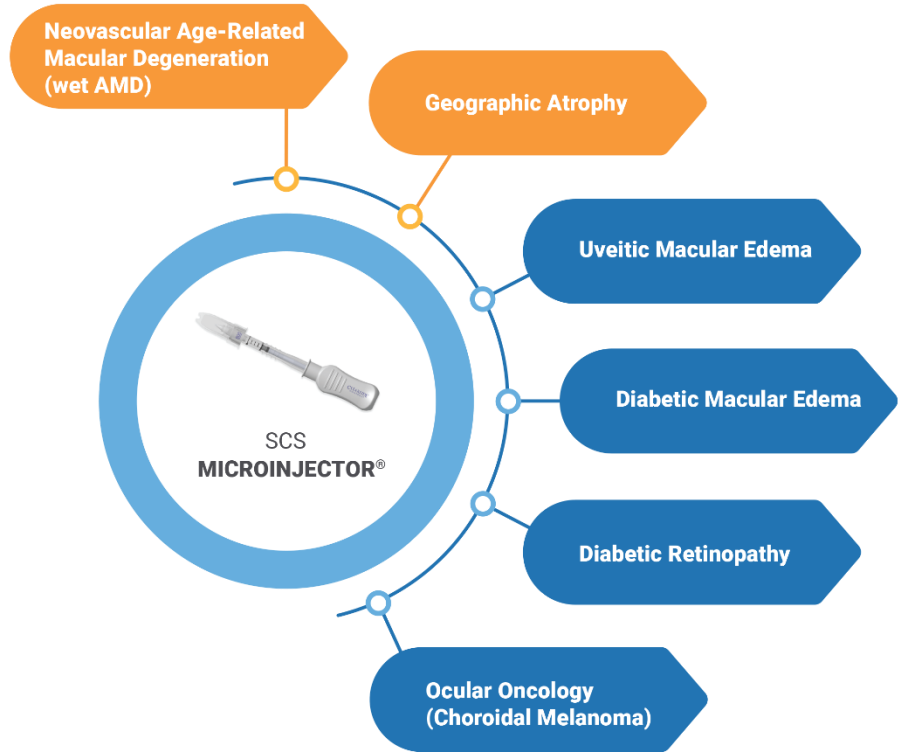 Neovascular Age-Related
Macular Degeneration
(wet AMD)
Geographic Atrophy
Uveitic Macular Edema
Diabetic Macular Edema
SCS
MICROINJECTOR®
Diabetic Retinopathy
Ocular Oncology
(Choroidal Melanoma)